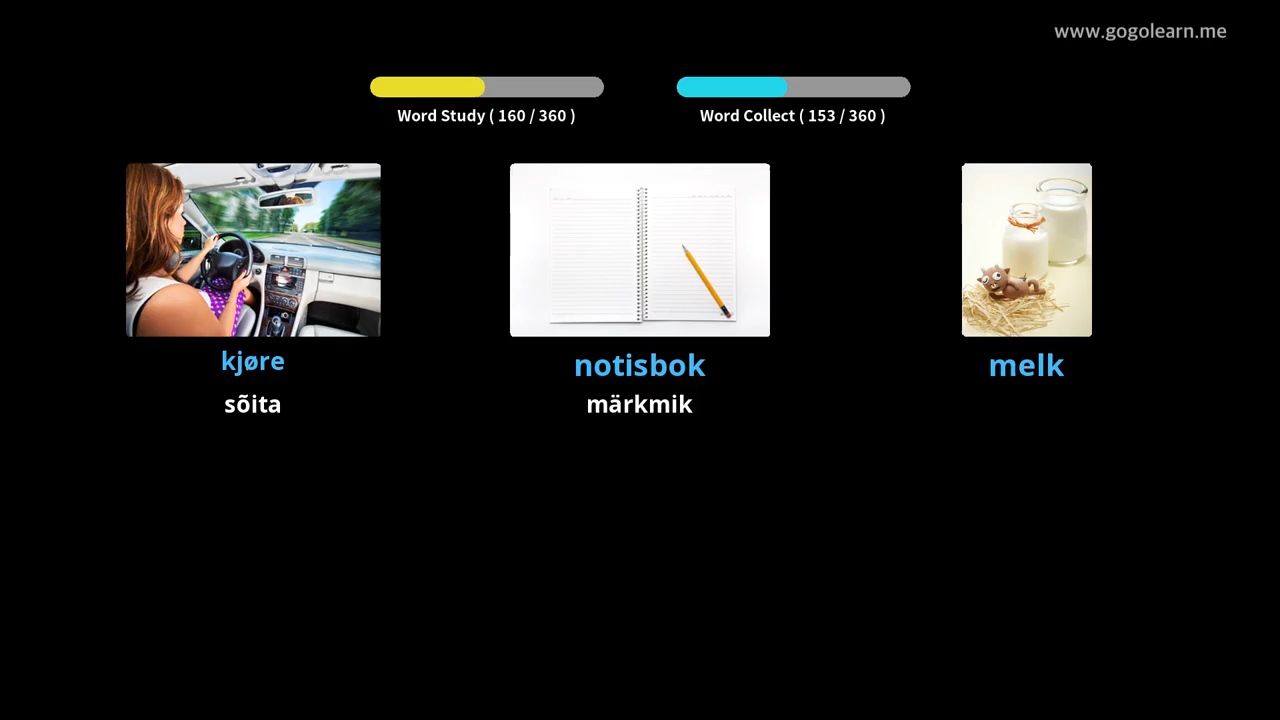 www.gogolearn.me
Word Study ( 160 / 360 )
Word Collect ( 153 / 360 )
kjøre
notisbok
melk
sõita
märkmik